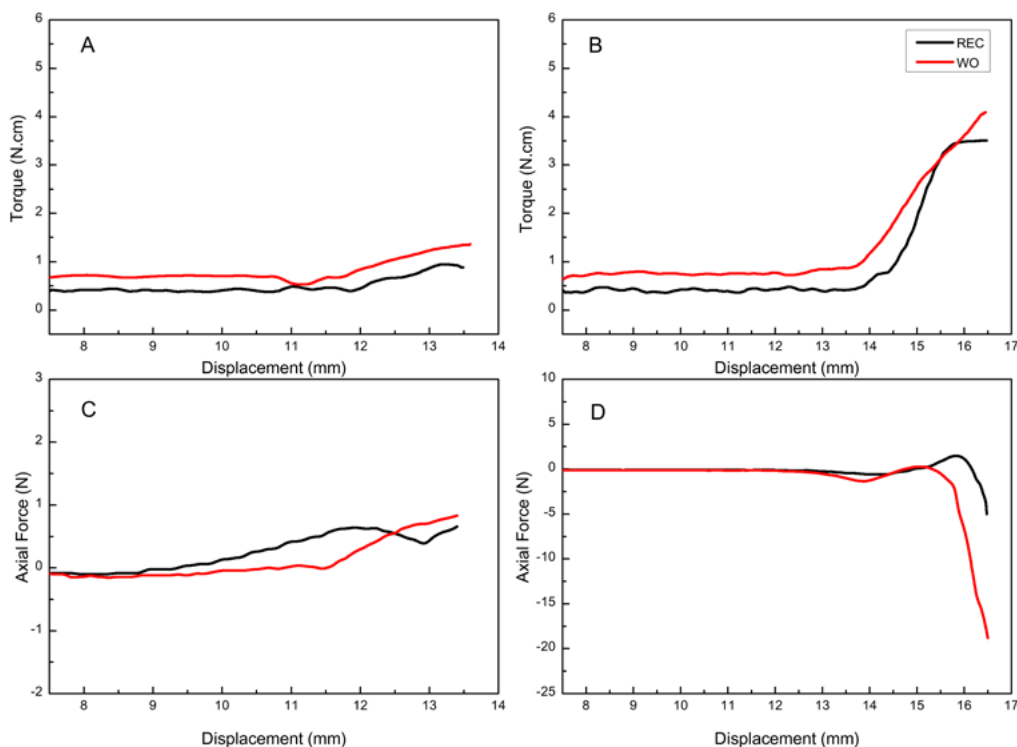 A
Torque (N.cm)
6
5
4
3
2
1
0
8 9 10 11 12 13 14
Displacement (mm)
B
REC
WO
Torque (N.cm)
6
5
4
3
2
1
0
8 9 10 11 12 13 14 15 16 17
Displacement (mm)
C
Axial Force (N)
3
2
1
0
-1
-2
8 9 10 11 12 13 14
Displacement (mm)
D
Axial Force (N)
10
5
0
-5
-10
-15
-20
-25
8 9 10 11 12 13 14 15 16 17
Displacement (mm)